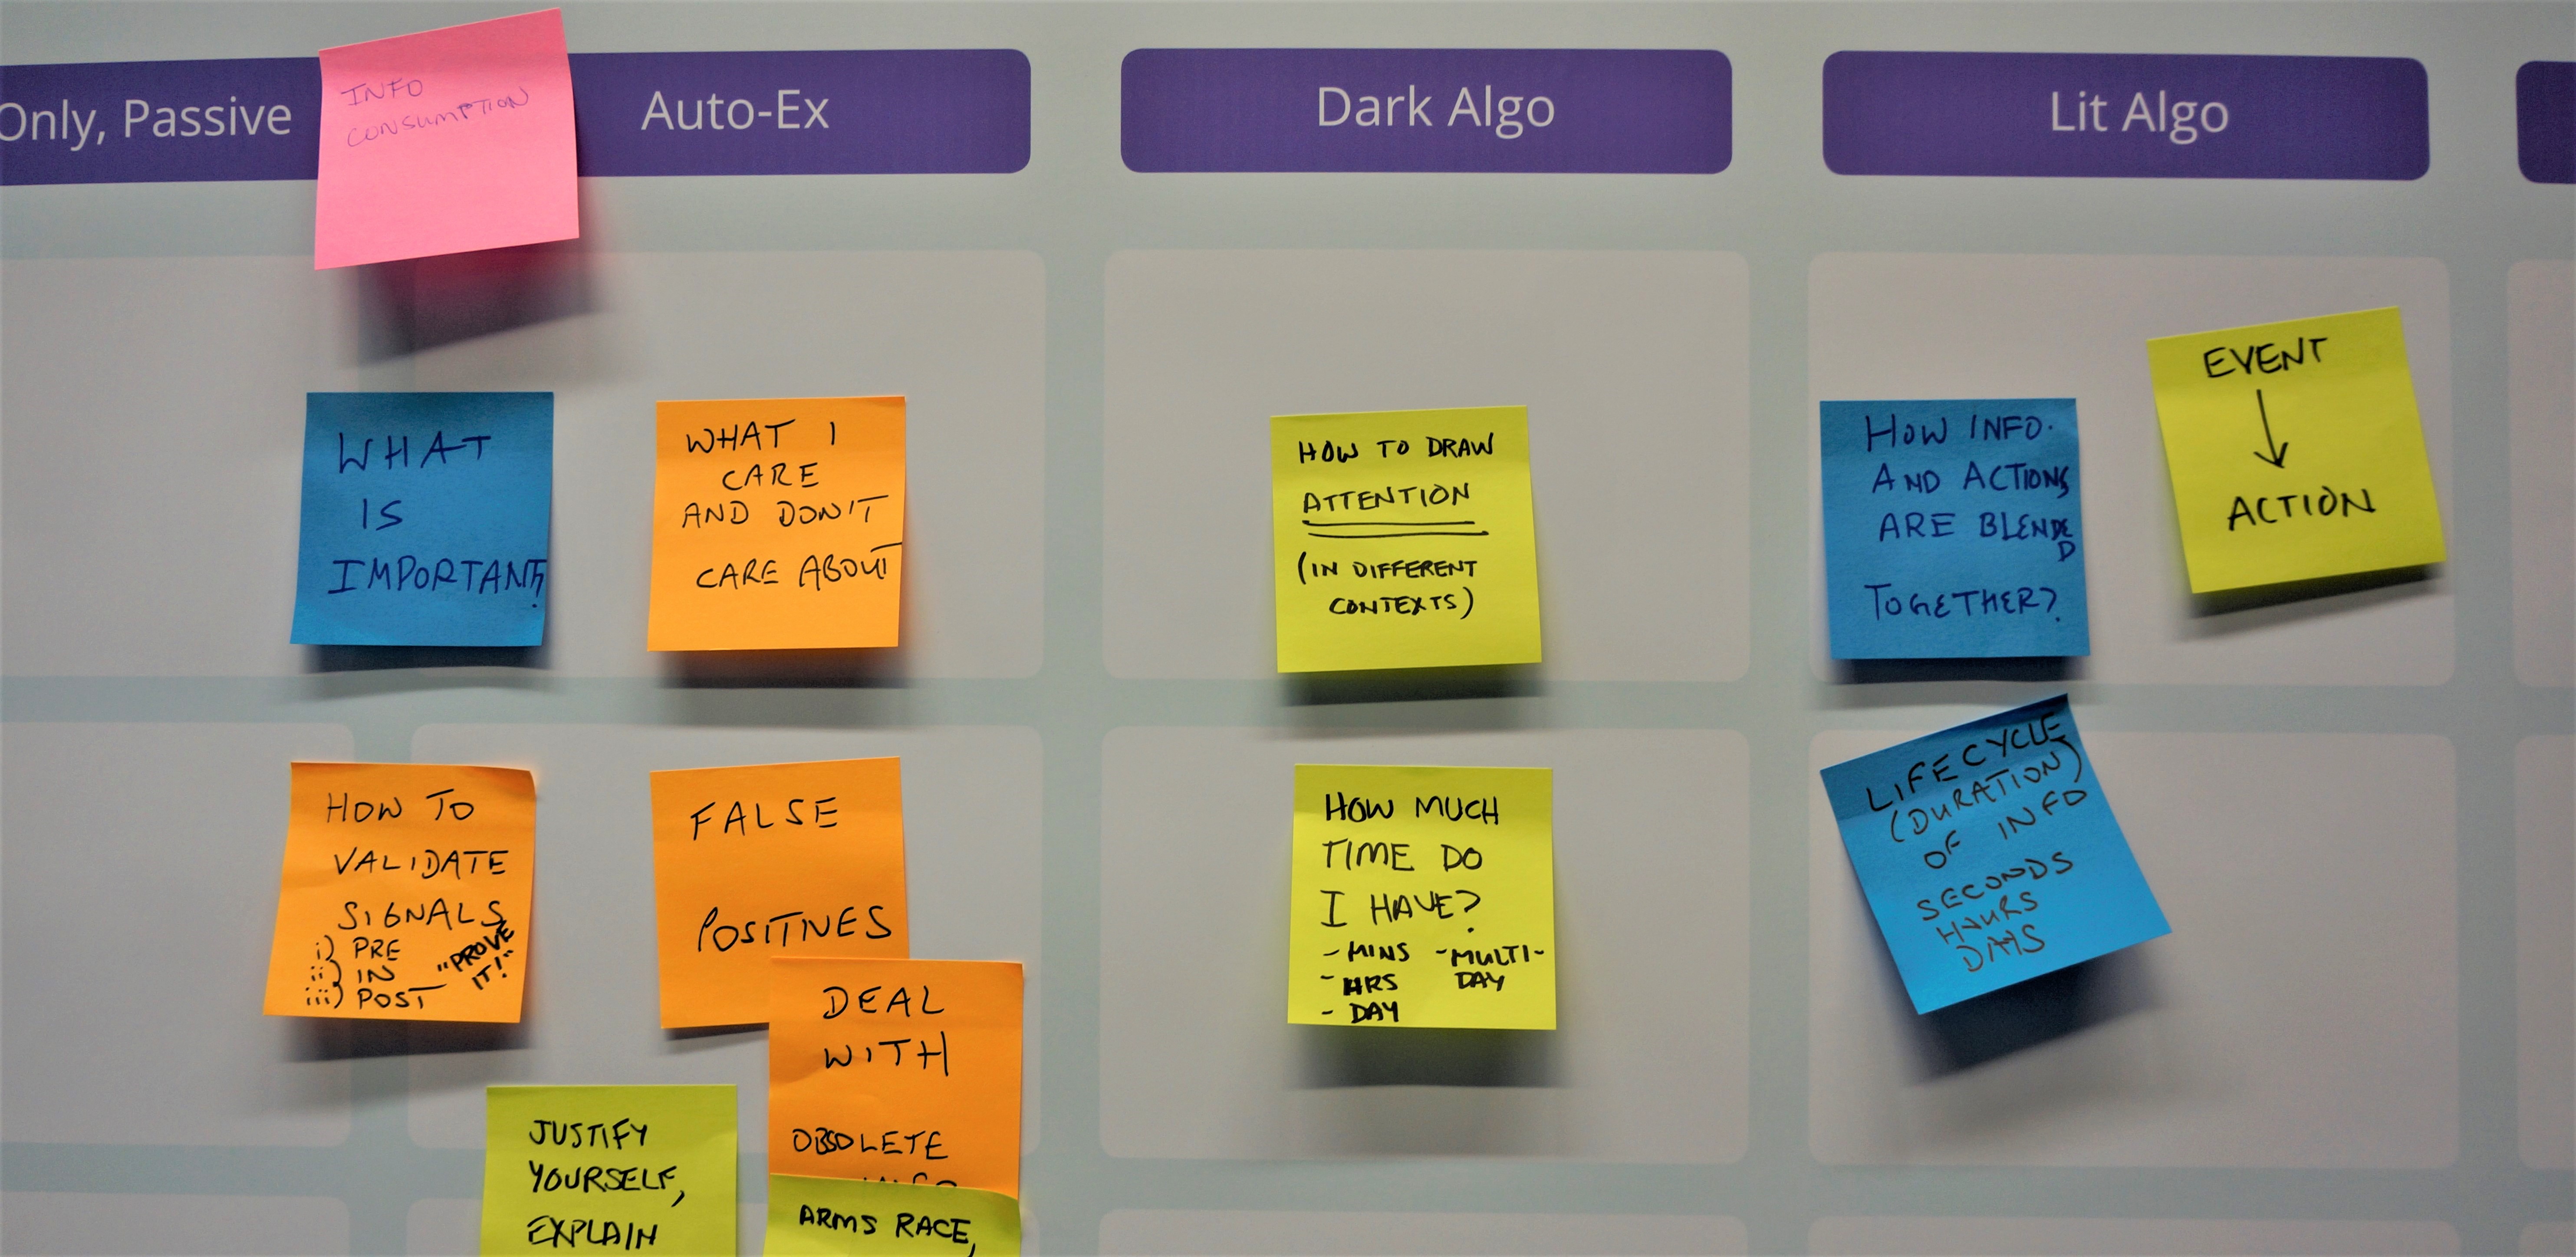 Only, Passive
INFO
CONSUMPTION
Auto-Ex
Dark Algo
Lit Algo
WHAT
IS
IMPORTANT?
WHAT I
CARE
AND DON'T
CARE ABOUT
HOW TO DRAW
ATTENTION
(IN DIFFERENT
CONTEXTS)
HOW INFO.
AND ACTIONS
ARE BLENDE
D
TOGETHER?
EVENT
↓
ACTION
HOW TO
VALIDATE
SIGNALS
i) PRE
ii) IN
iii) POST
"PROVE
IT!"
FALSE
POSITIVES
DEAL
WITH
OBSOLETE
HOW MUCH
TIME DO
I HAVE?
- MINS - MULTI-
- HRS DAY
- DAY
LIFECYCLE
(DURATION)
OF INFO
SECONDS
HOURS
DAYS
JUSTIFY
YOURSELF,
EXPLAIN
ARMS RACE,